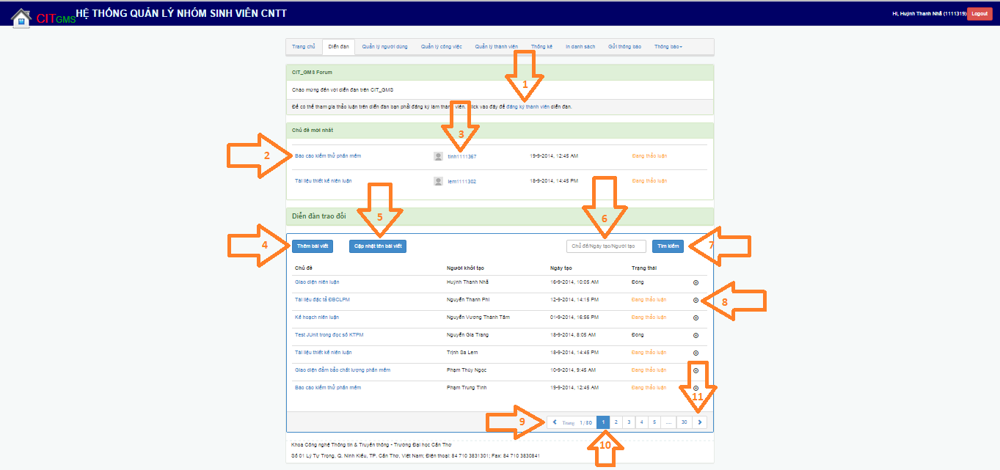 CITGMS HỆ THỐNG QUẢN LÝ NHÓM SINH VIÊN CNTT
Hi, Huỳnh Thanh Nhã (1111319) Logout
Trang chủ Diễn đàn Quản lý người dùng Quản lý công việc Quản lý thành viên Thống kê In danh sách Gửi thông báo Thông báo
CIT_GMS Forum
1
Chào mừng đến với diễn đàn trên CIT_GMS
Để có thể tham gia thảo luận trên diễn đàn bạn phải đăng ký làm thành viên. Click vào đây để đăng ký thành viên diễn đàn.
Chủ đề mới nhất
3
2
Báo cáo kiểm thử phần mềm tinh1111367 19-9-2014, 12:45 AM Đang thảo luận
Tài liệu thiết kế niên luận lem1111302 18-9-2014, 14:45 PM Đang thảo luận
Diễn đàn trao đổi
5
6
4
Thêm bài viết Cập nhật tên bài viết Chủ đề/Ngày tạo/Người tạo Tìm kiếm
7
Chủ đề Người khởi tạo Ngày tạo Trạng thái
Giao diện niên luận Huỳnh Thanh Nhã 16-9-2014, 10:05 AM Đóng
Tài liệu đặc tả ĐBCLPM Nguyễn Thanh Phi 12-9-2014, 14:15 PM Đang thảo luận
8
Kế hoạch niên luận Nguyễn Vương Thanh Tâm 01-9-2014, 16:56 PM Đang thảo luận
Test JUnit trong đọc số KTPM Nguyễn Gia Trang 18-9-2014, 8:05 AM Đóng
Tài liệu thiết kế niên luận Trịnh Sa Lem 18-9-2014, 14:45 PM Đang thảo luận
Giao diện đảm bảo chất lượng phần mềm Phạm Thúy Ngọc 10-9-2014, 9:45 AM Đang thảo luận
Báo cáo kiểm thử phần mềm Phạm Trung Tính 19-9-2014, 12:45 AM Đang thảo luận
11
9
Trang 1/80 1 2 3 4 5 .... 30
10
Khoa Công nghệ Thông tin & Truyền thông - Trường Đại học Cần Thơ
Số 01 Lý Tự Trọng, Q. Ninh Kiều, TP. Cần Thơ, Việt Nam; Điện thoại: 84 710 3831301; Fax: 84 710 3830841